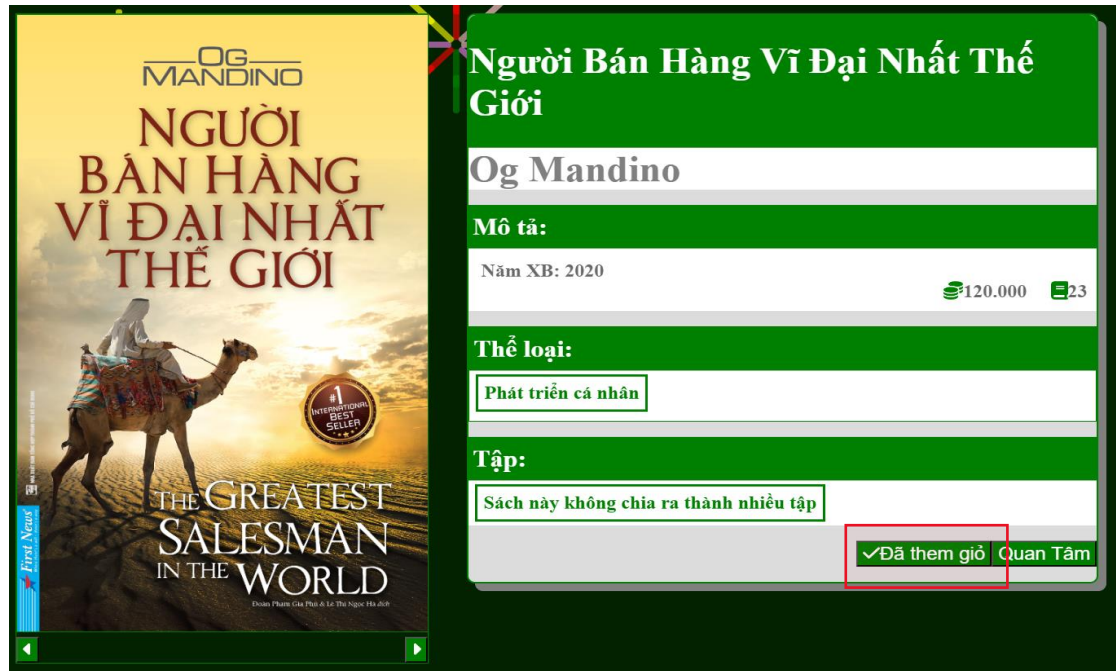 OG
MANDINO
NGƯỜI
BÁN HÀNG
VĨ ĐẠI NHẤT
THẾ GIỚI
#1
INTERNATIONAL
BEST
SELLER
THE GREATEST
SALESMAN
IN THE WORLD
Đoàn Phạm Gia Phú & Lê Thị Ngọc Hà dịch
First News
Người Bán Hàng Vĩ Đại Nhất Thế
Giới
Og Mandino
Mô tả:
Năm XB: 2020
120.000 23
Thể loại:
Phát triển cá nhân
Tập:
Sách này không chia ra thành nhiều tập
Đã them giỏ Quan Tâm